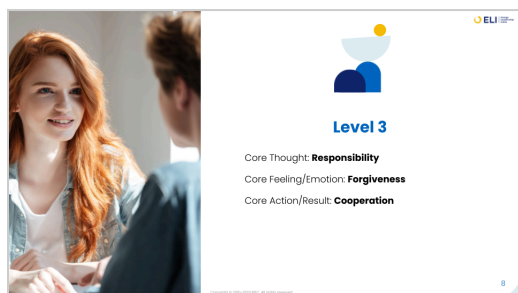 ELI
Level 3
Core Thought: Responsibility
Core Feeling/Emotion: Forgiveness
Core Action/Result: Cooperation
8